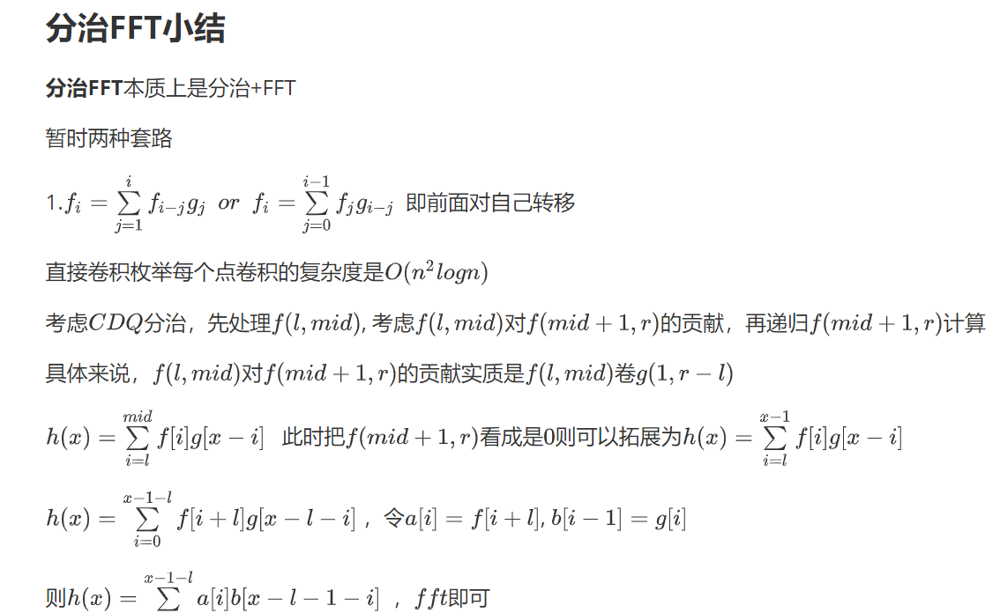 分治FFT小结
分治FFT本质上是分治+FFT
暂时两种套路
1.$f_i = \sum_{j=1}^{i} f_{i-j} g_j \ or \ f_i = \sum_{j=0}^{i-1} f_j g_{i-j}$ 即前面对自己转移
直接卷积枚举每个点卷积的复杂度是$O(n^2 logn)$
考虑$CDQ$分治，先处理$f(l, mid)$, 考虑$f(l, mid)$对$f(mid + 1, r)$的贡献，再递归$f(mid + 1, r)$计算
具体来说，$f(l, mid)$对$f(mid + 1, r)$的贡献实质是$f(l, mid)$卷$g(1, r - l)$
$h(x) = \sum_{i=l}^{mid} f[i]g[x - i]$ 此时把$f(mid + 1, r)$看成是0则可以拓展为$h(x) = \sum_{i=l}^{x-1} f[i]g[x - i]$
$h(x) = \sum_{i=0}^{x-1-l} f[i + l]g[x - l - i]$ ，令$a[i] = f[i + l], b[i - 1] = g[i]$
则$h(x) = \sum^{x-1-l} a[i]b[x - l - 1 - i]$ ，$fft$即可